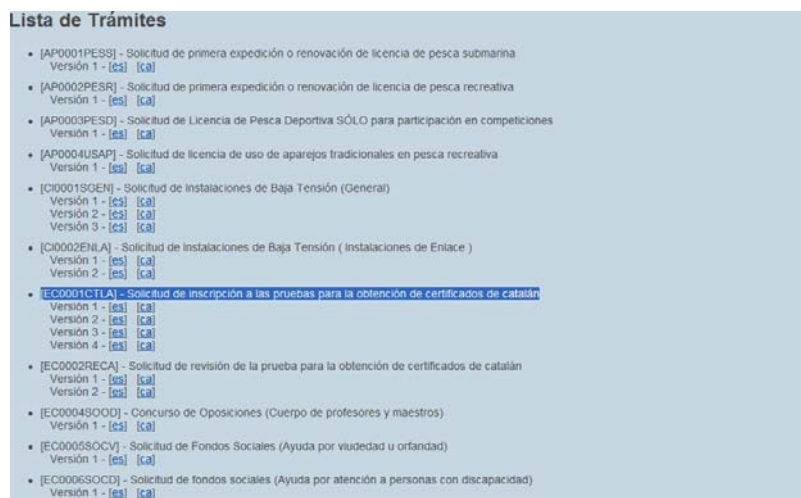 Lista de Trámites
• [AP0001PESS] - Solicitud de primera expedición o renovación de licencia de pesca submarina
Versión 1 - [es] [ca]
• [AP0002PESR] - Solicitud de primera expedición o renovación de licencia de pesca recreativa
Versión 1 - [es] [ca]
• [AP0003PESD] - Solicitud de Licencia de Pesca Deportiva SÓLO para participación en competiciones
Versión 1 - [es] [ca]
• [AP0004USAP] - Solicitud de licencia de uso de aparejos tradicionales en pesca recreativa
Versión 1 - [es] [ca]
• [CI0001SGEN] - Solicitud de Instalaciones de Baja Tensión (General)
Versión 1 - [es] [ca]
Versión 2 - [es] [ca]
Versión 3 - [es] [ca]
• [CI0002ENLA] - Solicitud de Instalaciones de Baja Tensión ( Instalaciones de Enlace )
Versión 1 - [es] [ca]
Versión 2 - [es] [ca]
• [EC0001CTLA] - Solicitud de inscripción a las pruebas para la obtención de certificados de catalán
Versión 1 - [es] [ca]
Versión 2 - [es] [ca]
Versión 3 - [es] [ca]
Versión 4 - [es] [ca]
• [EC0002RECA] - Solicitud de revisión de la prueba para la obtención de certificados de catalán
Versión 1 - [es] [ca]
Versión 2 - [es] [ca]
• [EC0004SOOD] - Concurso de Oposiciones (Cuerpo de profesores y maestros)
Versión 1 - [es] [ca]
• [EC0005SOCV] - Solicitud de Fondos Sociales (Ayuda por viudedad u orfandad)
Versión 1 - [es] [ca]
• [EC0006SOCD] - Solicitud de fondos sociales (Ayuda por atención a personas con discapacidad)
Versión 1 - [es] [ca]